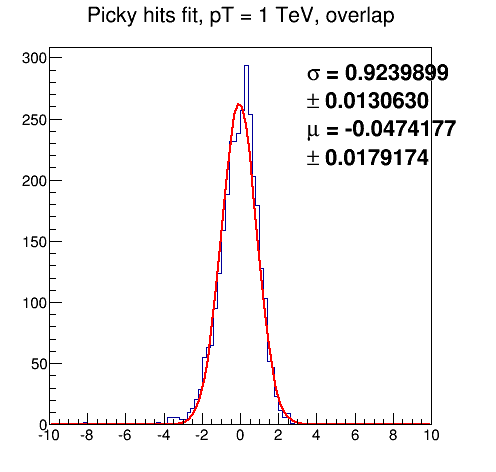 Picky hits fit, pT = 1 TeV, overlap
300
σ = 0.9239899
± 0.0130630
250
μ = -0.0474177
± 0.0179174
200
150
100
50
0
-10 -8 -6 -4 -2 0 2 4 6 8 10